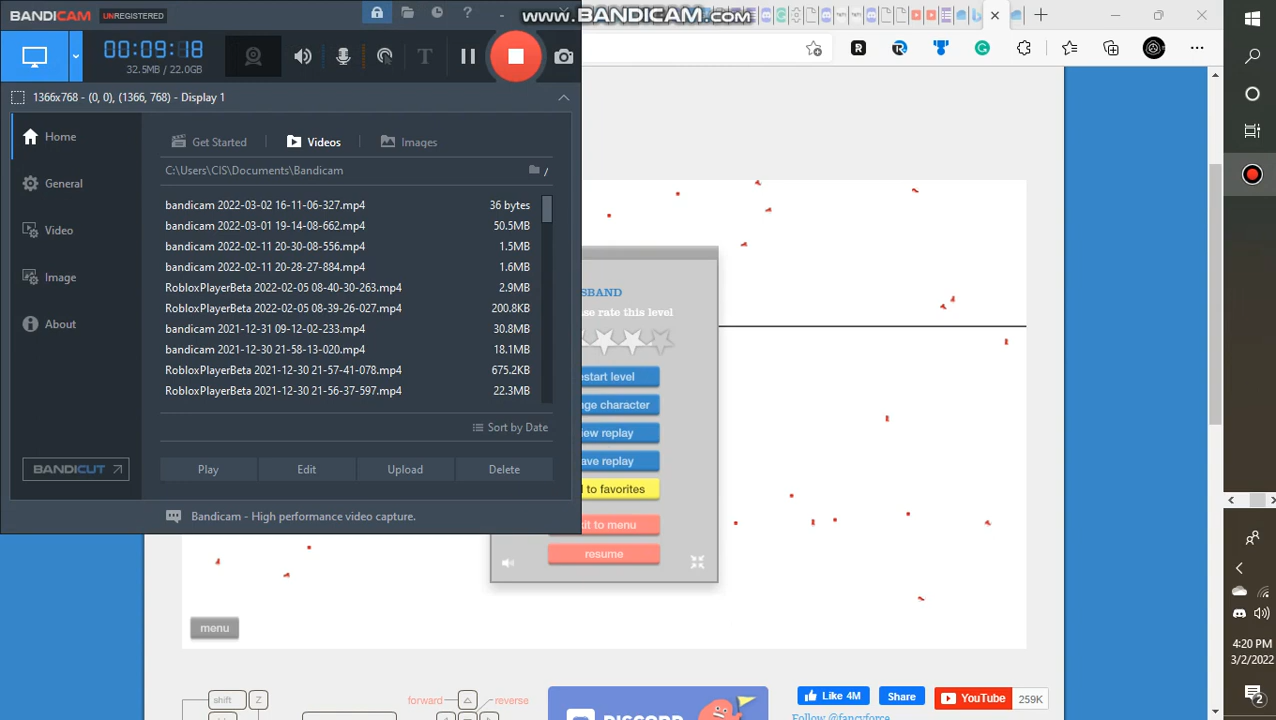 BANDICAM UNREGISTERED
www.BANDICAM.com
00:09:18
32.5MB / 22.0GB
1366x768 - (0, 0), (1366, 768) - Display 1
Home
General
Video
Image
About
BANDICUT
Get Started
Videos
Images
C:\Users\CIS\Documents\Bandicam
/
bandicam 2022-03-02 16-11-06-327.mp4 36 bytes
bandicam 2022-03-01 19-14-08-662.mp4 50.5MB
bandicam 2022-02-11 20-30-08-556.mp4 1.5MB
bandicam 2022-02-11 20-28-27-884.mp4 1.6MB
RobloxPlayerBeta 2022-02-05 08-40-30-263.mp4 2.9MB
RobloxPlayerBeta 2022-02-05 08-39-26-027.mp4 200.8KB
bandicam 2021-12-31 09-12-02-233.mp4 30.8MB
bandicam 2021-12-30 21-58-13-020.mp4 18.1MB
RobloxPlayerBeta 2021-12-30 21-57-41-078.mp4 675.2KB
RobloxPlayerBeta 2021-12-30 21-56-37-597.mp4 22.3MB
Sort by Date
Play Edit Upload Delete
Bandicam - High performance video capture.
SBAND
se rate this level
start level
ge character
ew replay
ave replay
l to favorites
it to menu
resume
menu
shift Z
forward reverse
DISCORD
Like 4M Share YouTube 259K
Follow @fancyforce
4:20 PM
3/2/2022
2